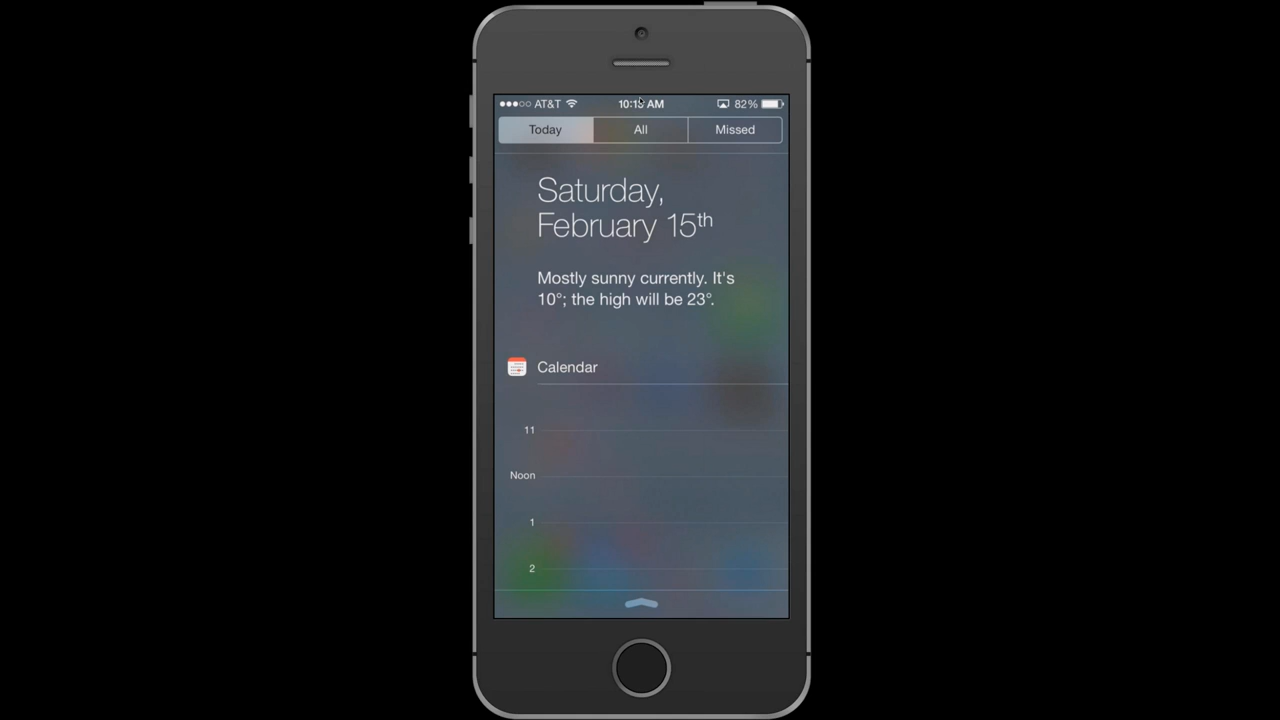 AT&T 82%
Today All Missed
Saturday,
February 15th
Mostly sunny currently. It's
10°; the high will be 23°.
Calendar
11
Noon
1
2